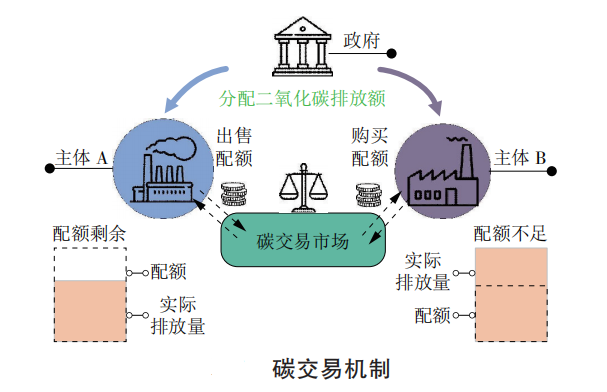 政府
分配二氧化碳排放额
主体 A
出售
配额
购买
配额
主体 B
碳交易市场
配额剩余
配额
实际
排放量
配额不足
实际
排放量
配额
碳交易机制